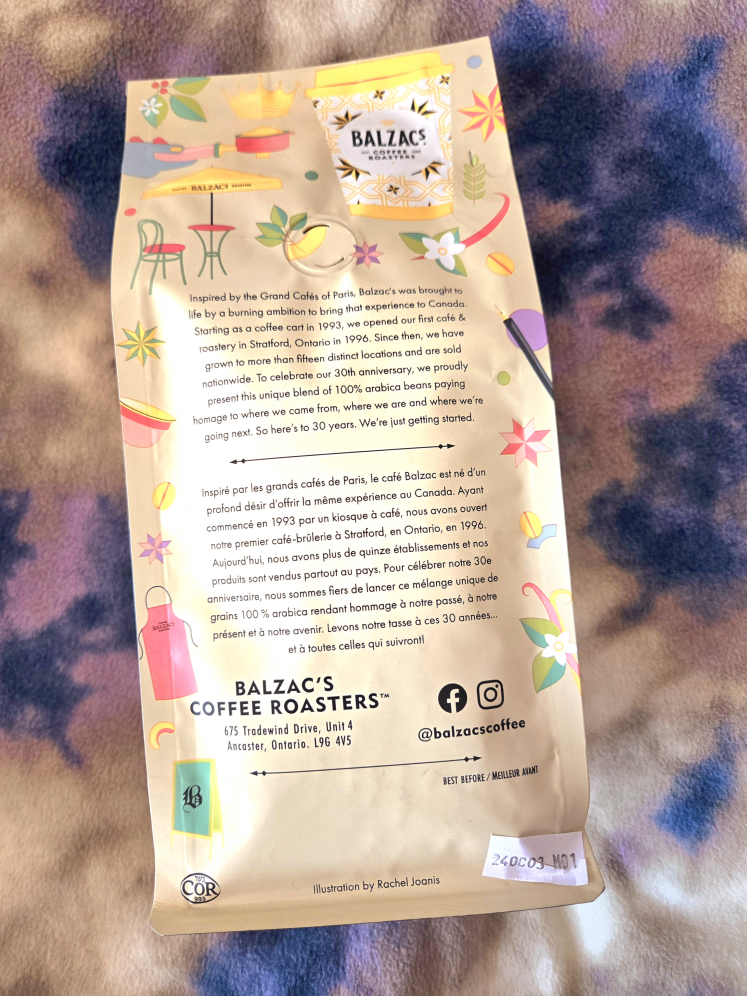 BALZAC'S
COFFEE
ROASTERS
BALZAC'S
Inspired by the Grand Cafés of Paris, Balzac's was brought to
life by a burning ambition to bring that experience to Canada.
Starting as a coffee cart in 1993, we opened our first café &
roastery in Stratford, Ontario in 1996. Since then, we have
grown to more than fifteen distinct locations and are sold
nationwide. To celebrate our 30th anniversary, we proudly
present this unique blend of 100% arabica beans paying
homage to where we came from, where we are and where we're
going next. So here's to 30 years. We're just getting started.
Inspiré par les grands cafés de Paris, le café Balzac est né d'un
profond désir d'offrir la même expérience au Canada. Ayant
commencé en 1993 par un kiosque à café, nous avons ouvert
notre premier café-brûlerie à Stratford, en Ontario, en 1996.
Aujourd'hui, nous avons plus de quinze établissements et nos
produits sont vendus partout au pays. Pour célébrer notre 30e
anniversaire, nous sommes fiers de lancer ce mélange unique de
grains 100 % arabica rendant hommage à notre passé, à notre
présent et à notre avenir. Levons notre tasse à ces 30 années...
et à toutes celles qui suivront!
BALZAC'S
BALZAC'S
COFFEE ROASTERS™
675 Tradewind Drive, Unit 4
Ancaster, Ontario. L9G 4V5
@balzacscoffee
BEST BEFORE / MEILLEUR AVANT
B
24DC03 M01
COR
993
Illustration by Rachel Joanis